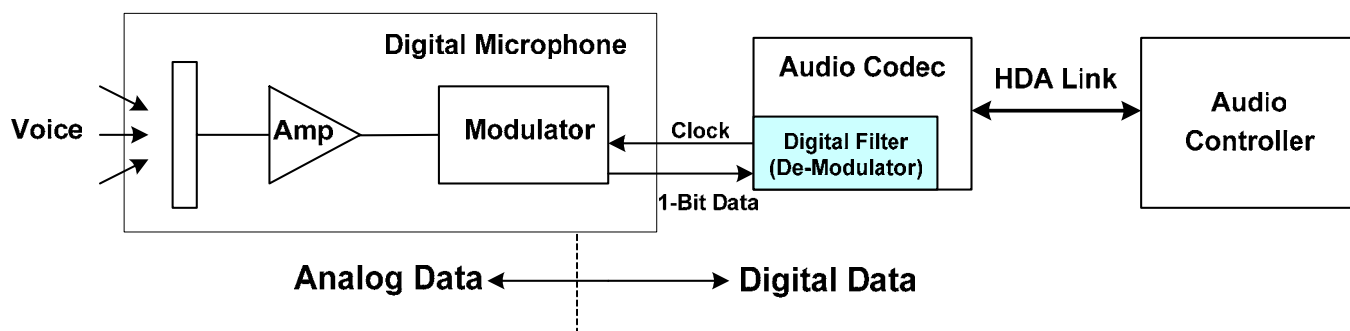 Digital Microphone
Voice
Amp
Modulator
Clock
1-Bit Data
Audio Codec
Digital Filter
(De-Modulator)
HDA Link
Audio
Controller
Analog Data
Digital Data